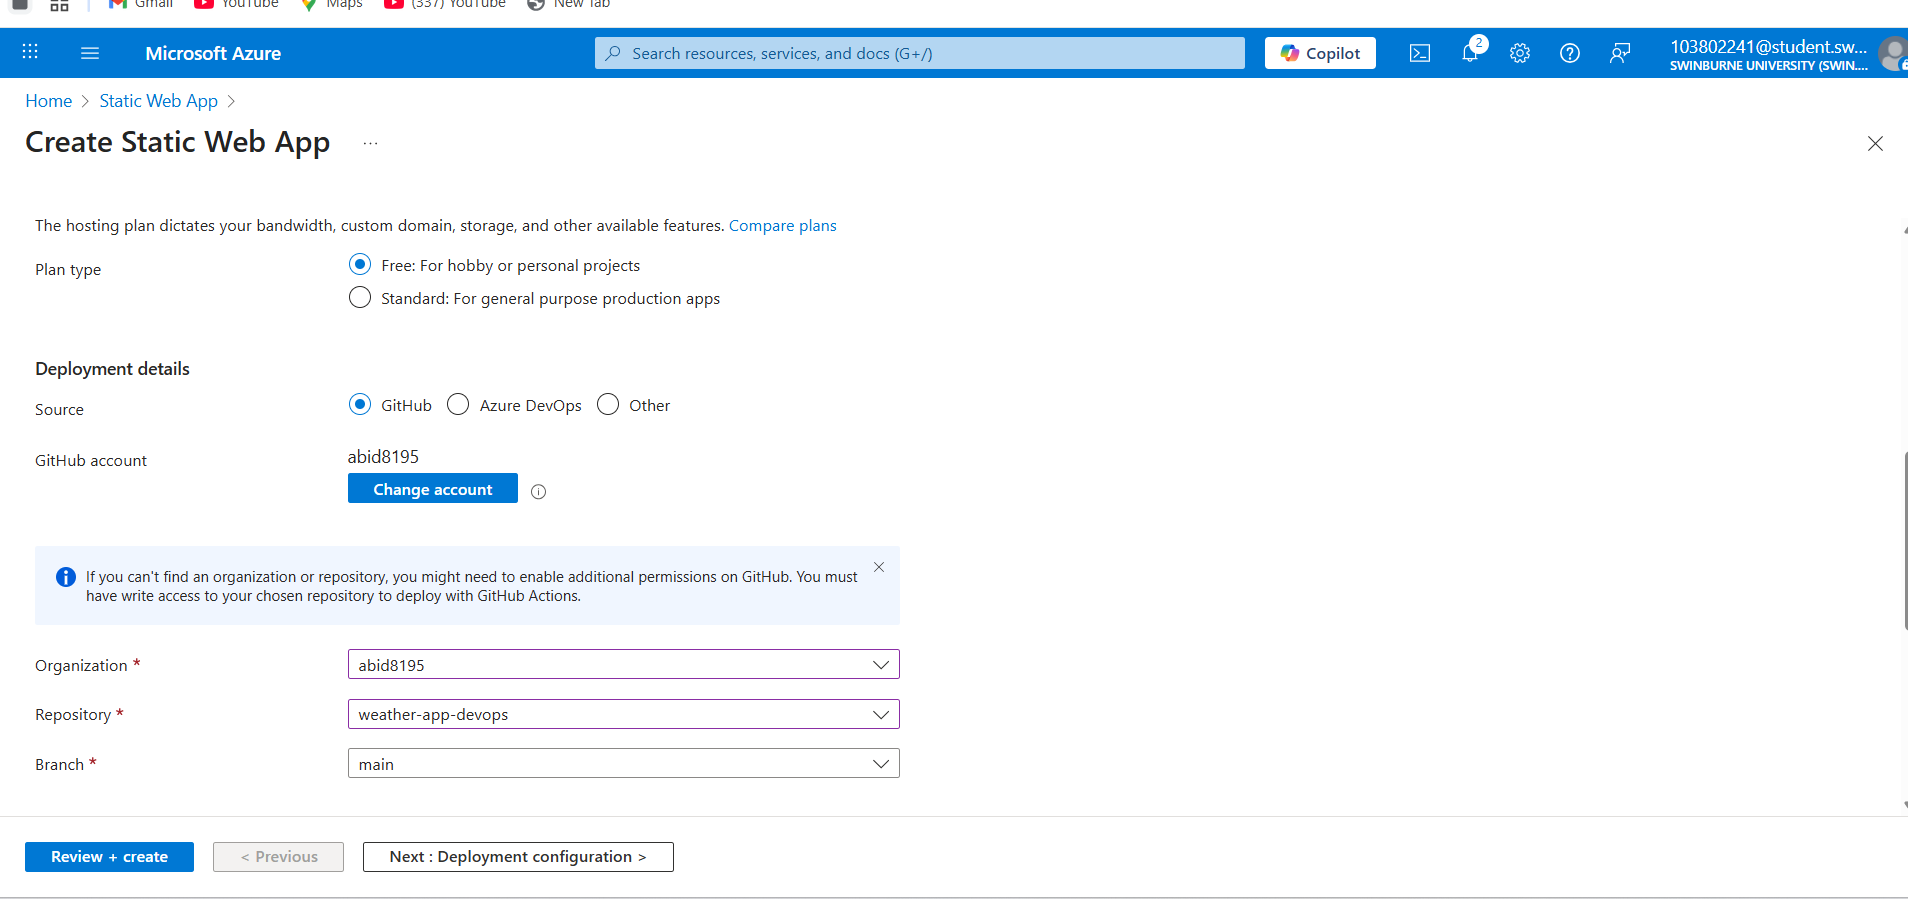 Gmail YouTube Maps (337) YouTube New Tab
Microsoft Azure
Search resources, services, and docs (G+/)
Copilot
2
103802241@student.sw...
SWINBURNE UNIVERSITY (SWIN....
Home > Static Web App >
Create Static Web App ...
The hosting plan dictates your bandwidth, custom domain, storage, and other available features. Compare plans
Plan type
Free: For hobby or personal projects
Standard: For general purpose production apps
Deployment details
Source
GitHub Azure DevOps Other
GitHub account
abid8195
Change account
If you can't find an organization or repository, you might need to enable additional permissions on GitHub. You must
have write access to your chosen repository to deploy with GitHub Actions.
Organization *
abid8195
Repository *
weather-app-devops
Branch *
main
Review + create
< Previous
Next : Deployment configuration >